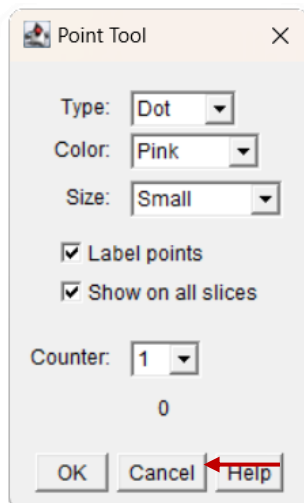 Point Tool
Type: Dot
Color: Pink
Size: Small
Label points
Show on all slices
Counter: 1
0
OK Cancel Help